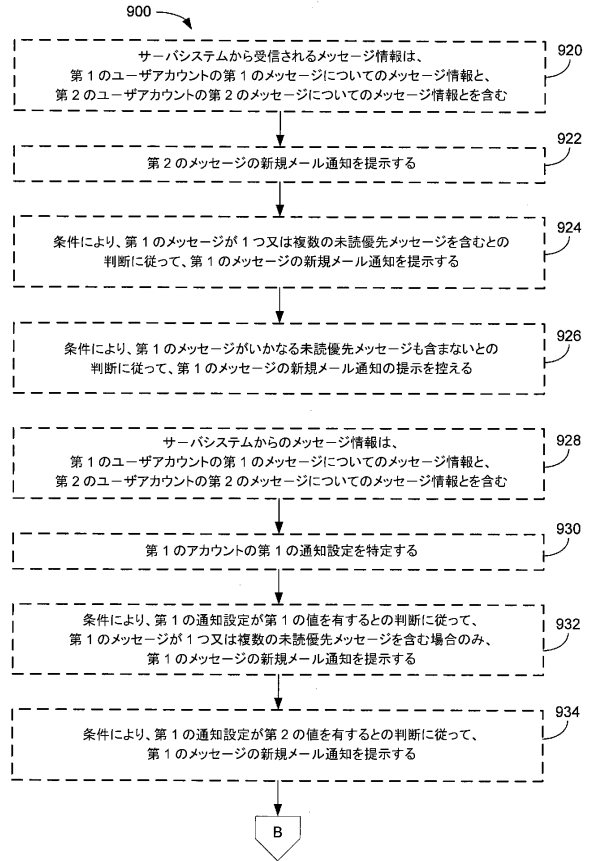 900
サーバシステムから受信されるメッセージ情報は、
第１のユーザアカウントの第１のメッセージについてのメッセージ情報と、
第２のユーザアカウントの第２のメッセージについてのメッセージ情報とを含む
920
第２のメッセージの新規メール通知を提示する
922
条件により、第１のメッセージが１つ又は複数の未読優先メッセージを含むとの
判断に従って、第１のメッセージの新規メール通知を提示する
924
条件により、第１のメッセージがいかなる未読優先メッセージも含まないとの
判断に従って、第１のメッセージの新規メール通知の提示を控える
926
サーバシステムからのメッセージ情報は、
第１のユーザアカウントの第１のメッセージについてのメッセージ情報と、
第２のユーザアカウントの第２のメッセージについてのメッセージ情報とを含む
928
第１のアカウントの第１の通知設定を特定する
930
条件により、第１の通知設定が第１の値を有するとの判断に従って、
第１のメッセージが１つ又は複数の未読優先メッセージを含む場合のみ、
第１のメッセージの新規メール通知を提示する
932
条件により、第１の通知設定が第２の値を有するとの判断に従って、
第１のメッセージの新規メール通知を提示する
934
B